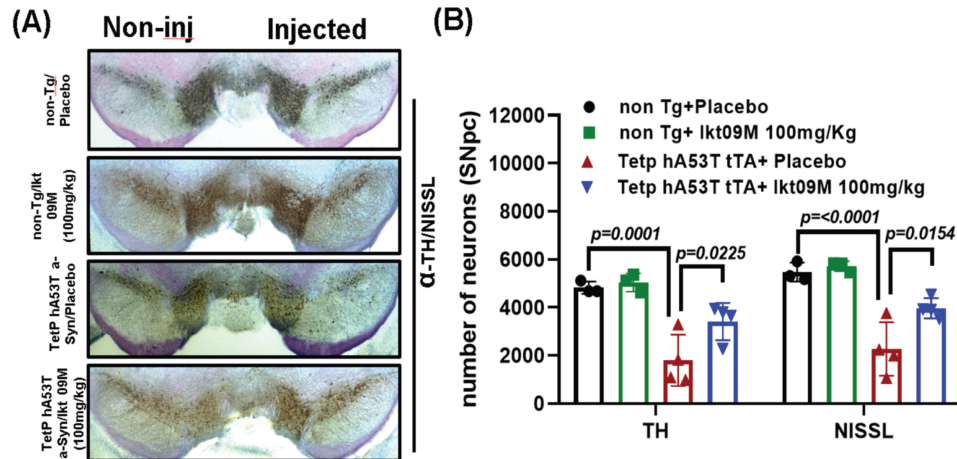 (A)
Non-inj Injected
non-Tg/
Placebo
non-Tg/Ikt
09M
(100mg/kg)
TetP hA53T a-
Syn/Placebo
TetP hA53T
a-Syn/Ikt 09M
(100mg/kg)
α-TH/NISSL
(B)
number of neurons (SNpc)
12000
10000
8000
6000
4000
2000
0
non Tg+Placebo
non Tg+ Ikt09M 100mg/Kg
Tetp hA53T tTA+ Placebo
Tetp hA53T tTA+ Ikt09M 100mg/kg
p=0.0001
p=0.0225
p=<0.0001
p=0.0154
TH
NISSL